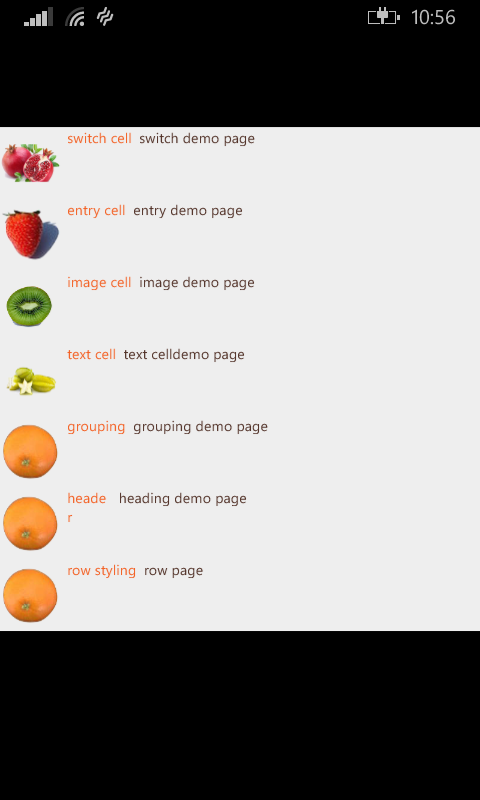 10:56
switch cell switch demo page
entry cell entry demo page
image cell image demo page
text cell text celldemo page
grouping grouping demo page
heade heading demo page
r
row styling row page